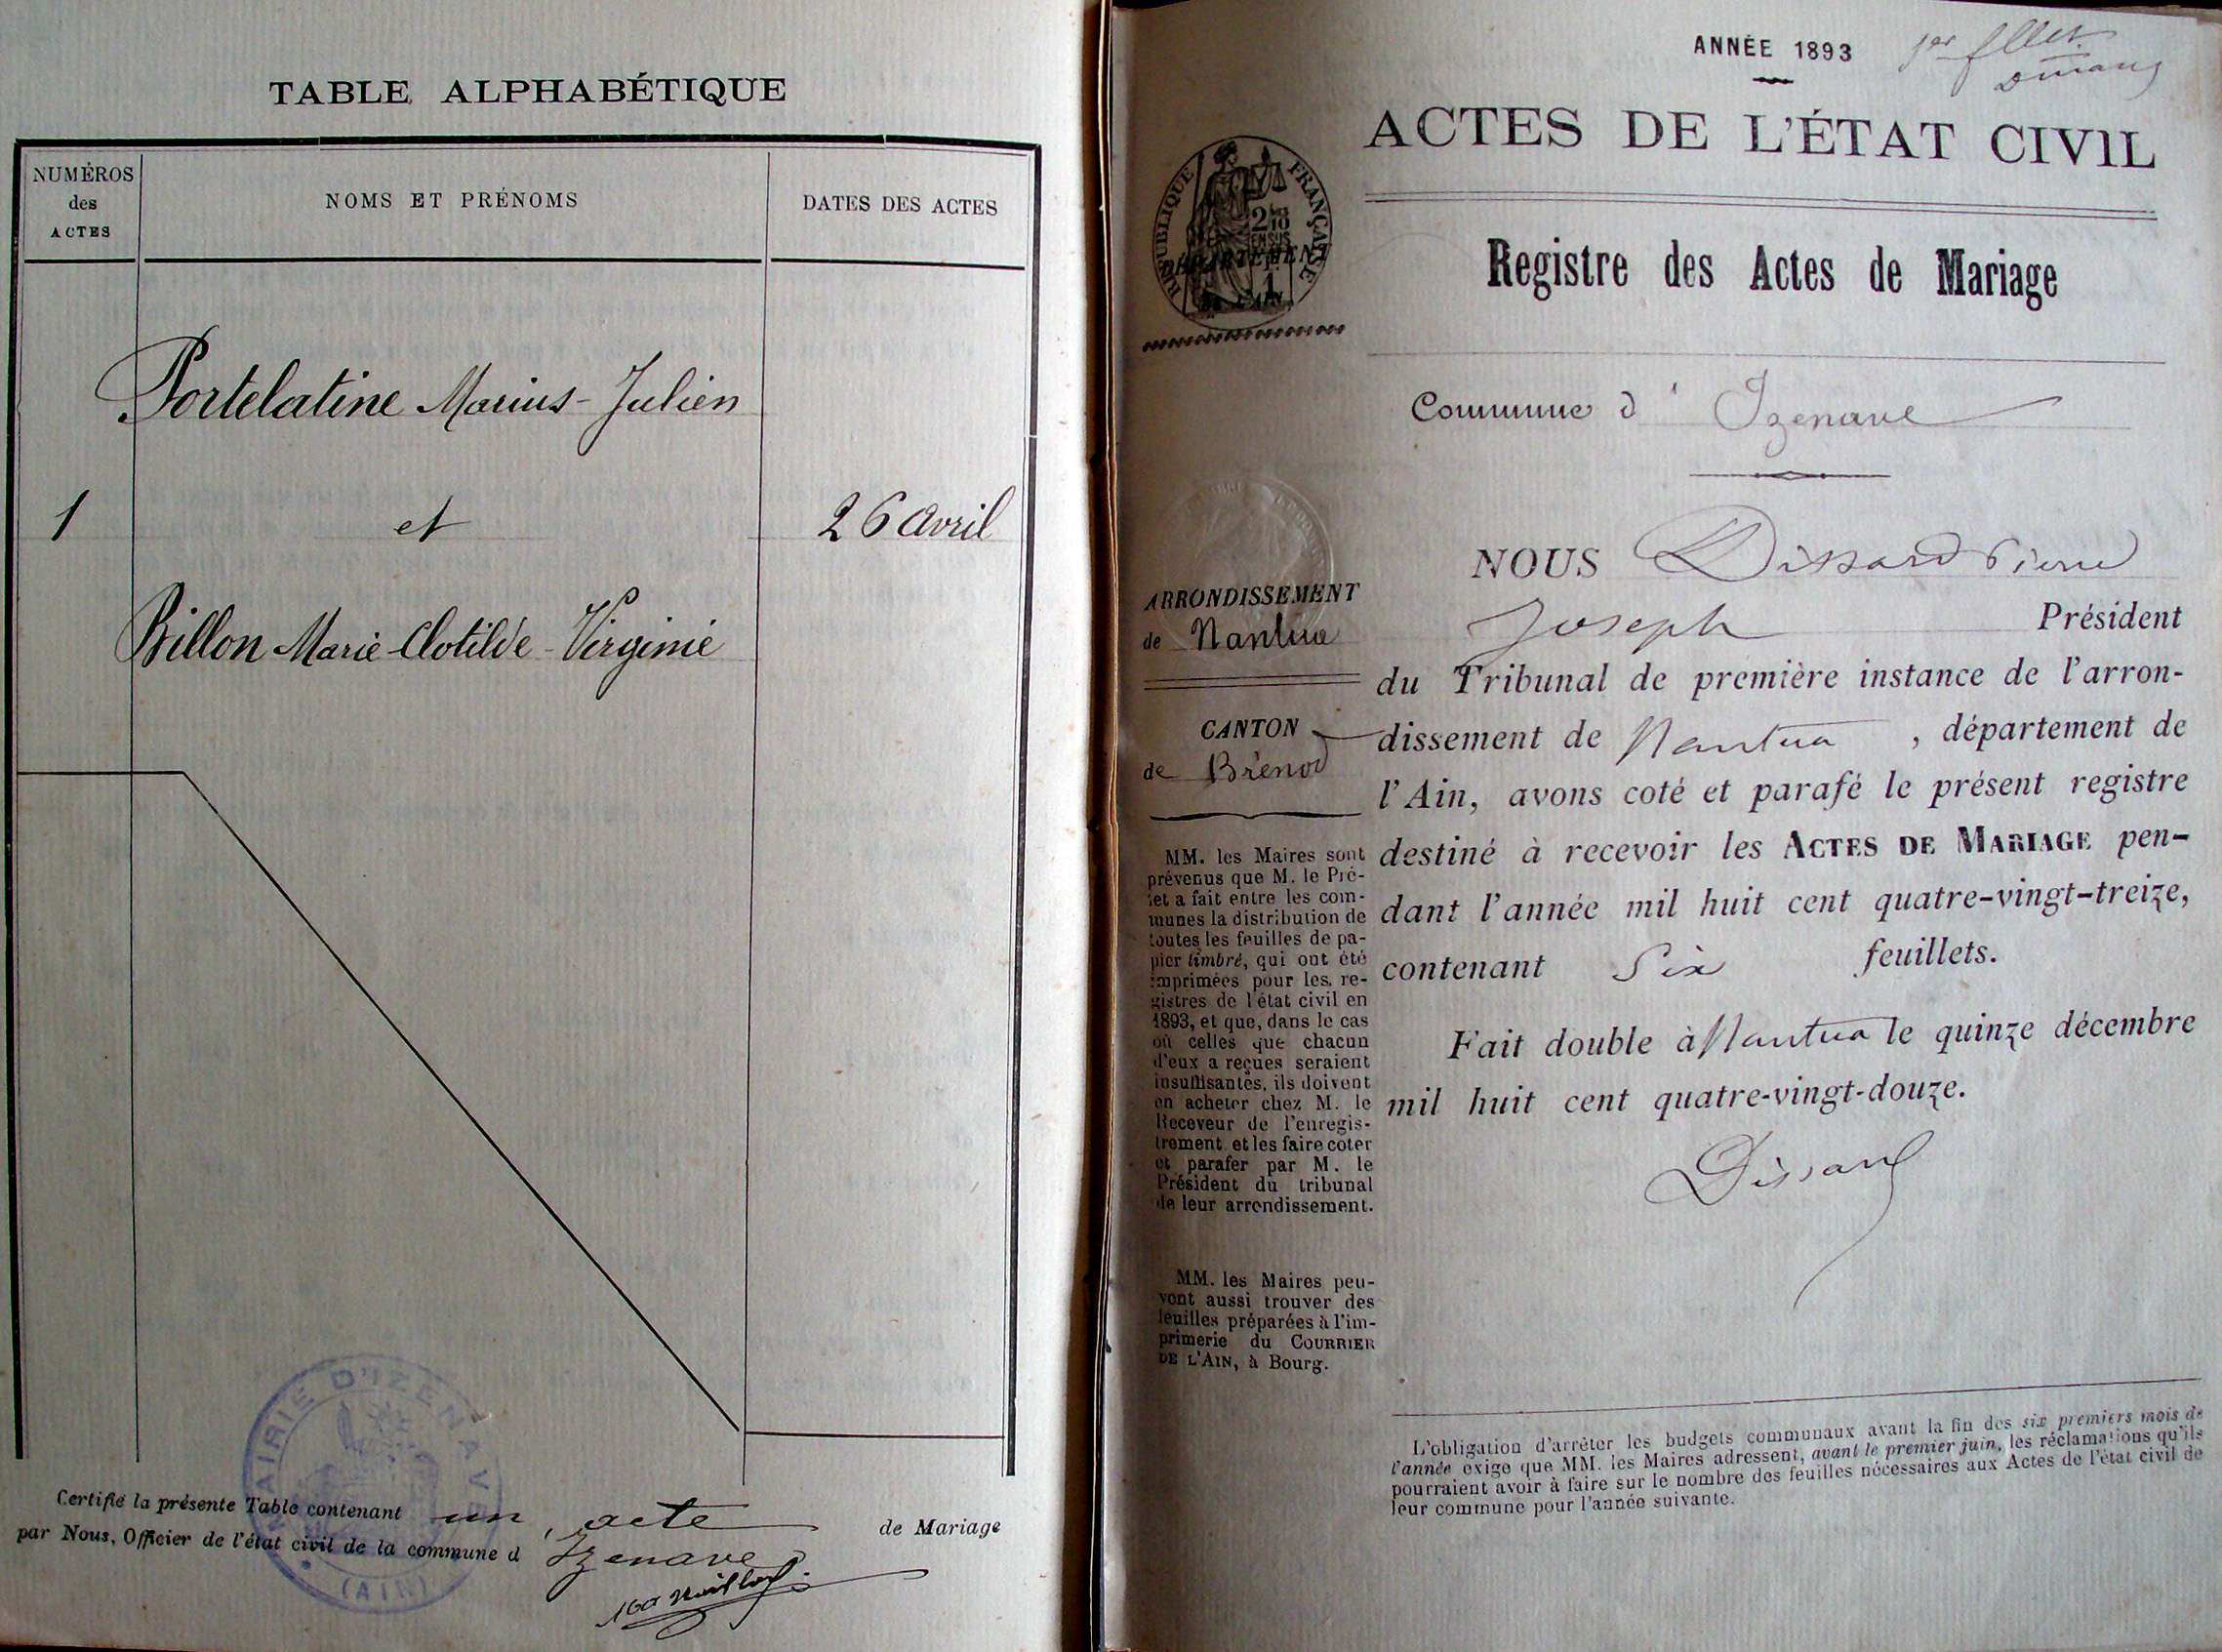 TABLE ALPHABÉTIQUE
NUMÉROS
des
ACTES
NOMS ET PRÉNOMS
DATES DES ACTES
Portelatine Marius-Julien
1 et 26 avril
Billon Marie-Clotilde-Virginie
MAIRIE D'IZENAVE
(AIN)
Certifié la présente Table contenant un acte de Mariage
par Nous, Officier de l'état civil de la commune d Izenave
ANNÉE 1893
1er
ACTES DE L'ÉTAT CIVIL
RÉPUBLIQUE FRANÇAISE
Registre des Actes de Mariage
Commune d' Izenave
ARRONDISSEMENT
de Nantua
CANTON
de Brénod
MM. les Maires sont
prévenus que M. le Pré-
fet a fait entre les com-
munes la distribution de
toutes les feuilles de pa-
pier timbré, qui ont été
imprimées pour les re-
gistres de l'état civil en
1893, et que, dans le cas
où celles que chacun
d'eux a reçues seraient
insuffisantes, ils doivent
en acheter chez M. le
Receveur de l'enregis-
trement et les faire coter
et parafer par M. le
Président du tribunal
de leur arrondissement.
MM. les Maires peu-
vent aussi trouver des
feuilles préparées à l'im-
primerie du COURRIER
DE L'AIN, à Bourg.
NOUS Dissard Pierre
Joseph Président
du Tribunal de première instance de l'arron-
dissement de Nantua, département de
l'Ain, avons coté et parafé le présent registre
destiné à recevoir les ACTES DE MARIAGE pen-
dant l'année mil huit cent quatre-vingt-treize,
contenant Six feuillets.
Fait double à Nantua le quinze décembre
mil huit cent quatre-vingt-douze.
Dissard
L'obligation d'arrêter les budgets communaux avant la fin des six premiers mois de
l'année exige que MM. les Maires adressent, avant le premier juin, les réclamations qu'ils
pourraient avoir à faire sur le nombre des feuilles nécessaires aux Actes de l'état civil de
leur commune pour l'année suivante.